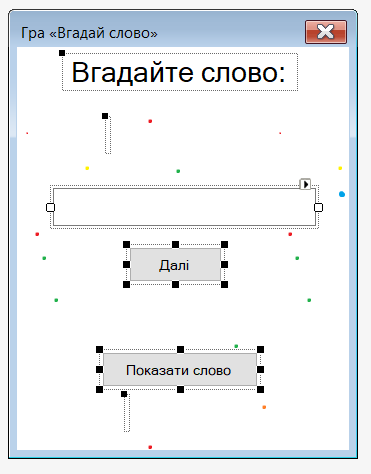 Гра «Вгадай слово»
Вгадайте слово:
Далі
Показати слово